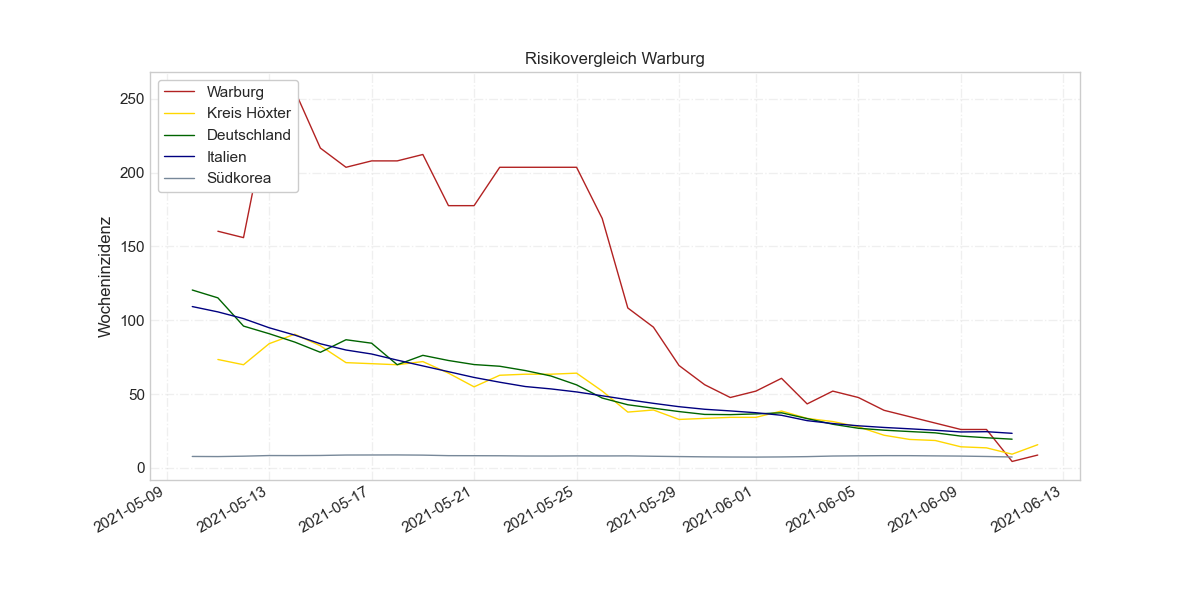 Risikovergleich Warburg
Warburg
Kreis Höxter
Deutschland
Italien
Südkorea
Wocheninzidenz
250
200
150
100
50
0
2021-05-09
2021-05-13
2021-05-17
2021-05-21
2021-05-25
2021-05-29
2021-06-01
2021-06-05
2021-06-09
2021-06-13